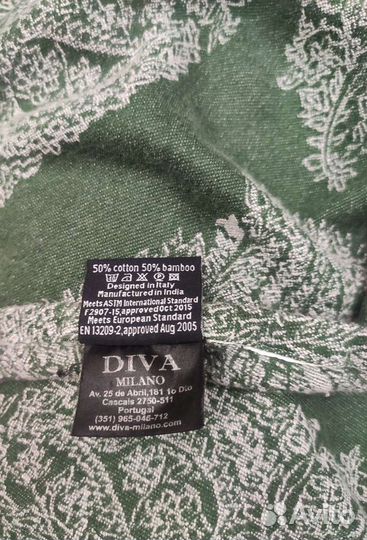 50% cotton 50% bamboo
Designed in Italy
Manufactured in India
Meets ASTM International Standard
F2907-15, approved Oct 2015
Meets European Standard
EN 13209-2, approved Aug 2005
DIVA
MILANO
Av. 25 de Abril,181 1o Dto
Cascais 2750-511
Portugal
(351) 965-046-712
www.diva-milano.com
Avito